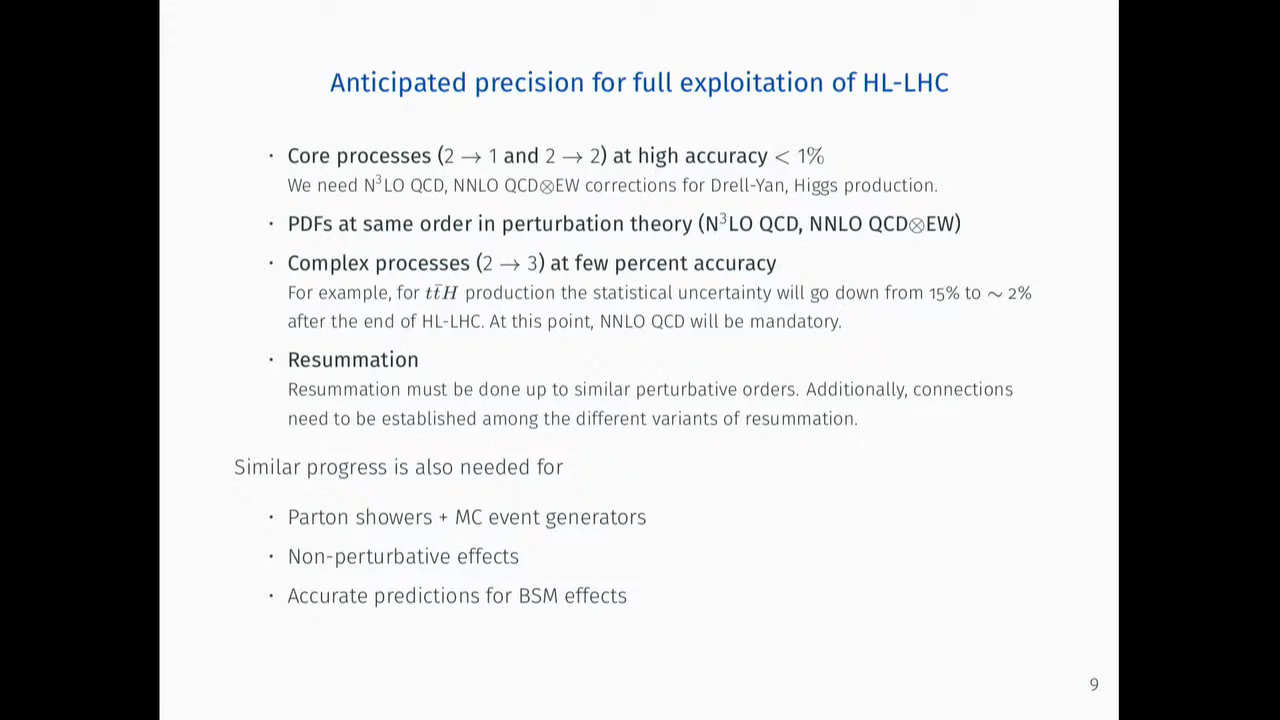 Anticipated precision for full exploitation of HL-LHC
· Core processes (2 → 1 and 2 → 2) at high accuracy < 1%
We need N³LO QCD, NNLO QCD⊗EW corrections for Drell-Yan, Higgs production.
· PDFs at same order in perturbation theory (N³LO QCD, NNLO QCD⊗EW)
· Complex processes (2 → 3) at few percent accuracy
For example, for tt̄H production the statistical uncertainty will go down from 15% to ∼ 2%
after the end of HL-LHC. At this point, NNLO QCD will be mandatory.
· Resummation
Resummation must be done up to similar perturbative orders. Additionally, connections
need to be established among the different variants of resummation.
Similar progress is also needed for
· Parton showers + MC event generators
· Non-perturbative effects
· Accurate predictions for BSM effects
9